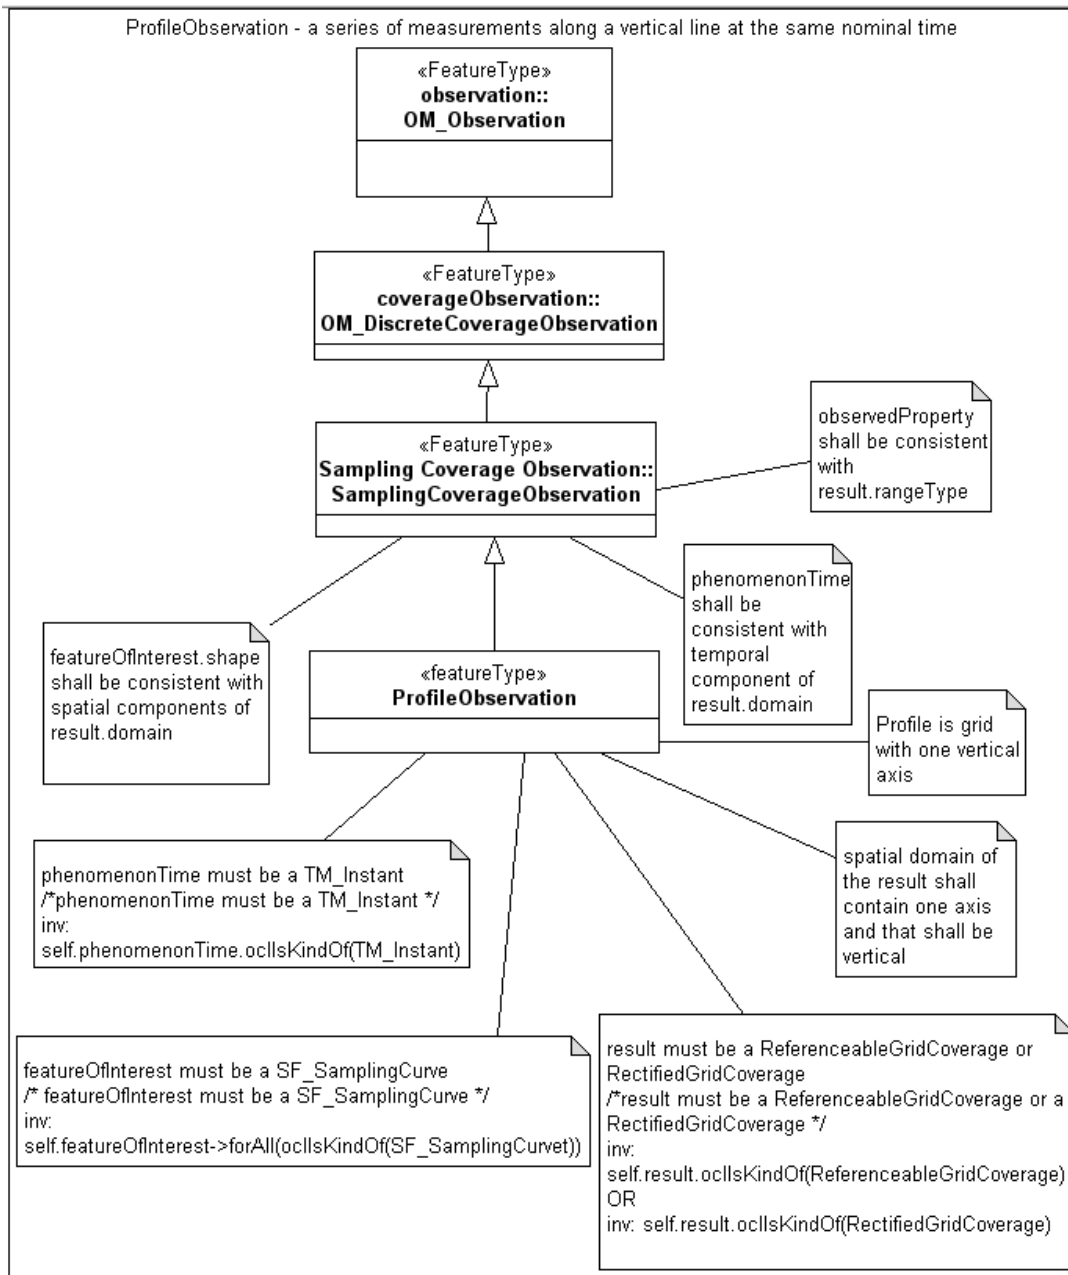 ProfileObservation - a series of measurements along a vertical line at the same nominal time
«FeatureType»
observation::
OM_Observation
«FeatureType»
coverageObservation::
OM_DiscreteCoverageObservation
«FeatureType»
Sampling Coverage Observation::
SamplingCoverageObservation
observedProperty
shall be consistent
with
result.rangeType
phenomenonTime
shall be
consistent with
temporal
component of
result.domain
featureOfInterest.shape
shall be consistent with
spatial components of
result.domain
«featureType»
ProfileObservation
Profile is grid
with one vertical
axis
phenomenonTime must be a TM_Instant
/*phenomenonTime must be a TM_Instant */
inv:
self.phenomenonTime.oclIsKindOf(TM_Instant)
spatial domain of
the result shall
contain one axis
and that shall be
vertical
featureOfInterest must be a SF_SamplingCurve
/* featureOfInterest must be a SF_SamplingCurve */
inv:
self.featureOfInterest->forAll(oclIsKindOf(SF_SamplingCurvet))
result must be a ReferenceableGridCoverage or
RectifiedGridCoverage
/*result must be a ReferenceableGridCoverage or a
RectifiedGridCoverage */
inv:
self.result.oclIsKindOf(ReferenceableGridCoverage)
OR
inv: self.result.oclIsKindOf(RectifiedGridCoverage)